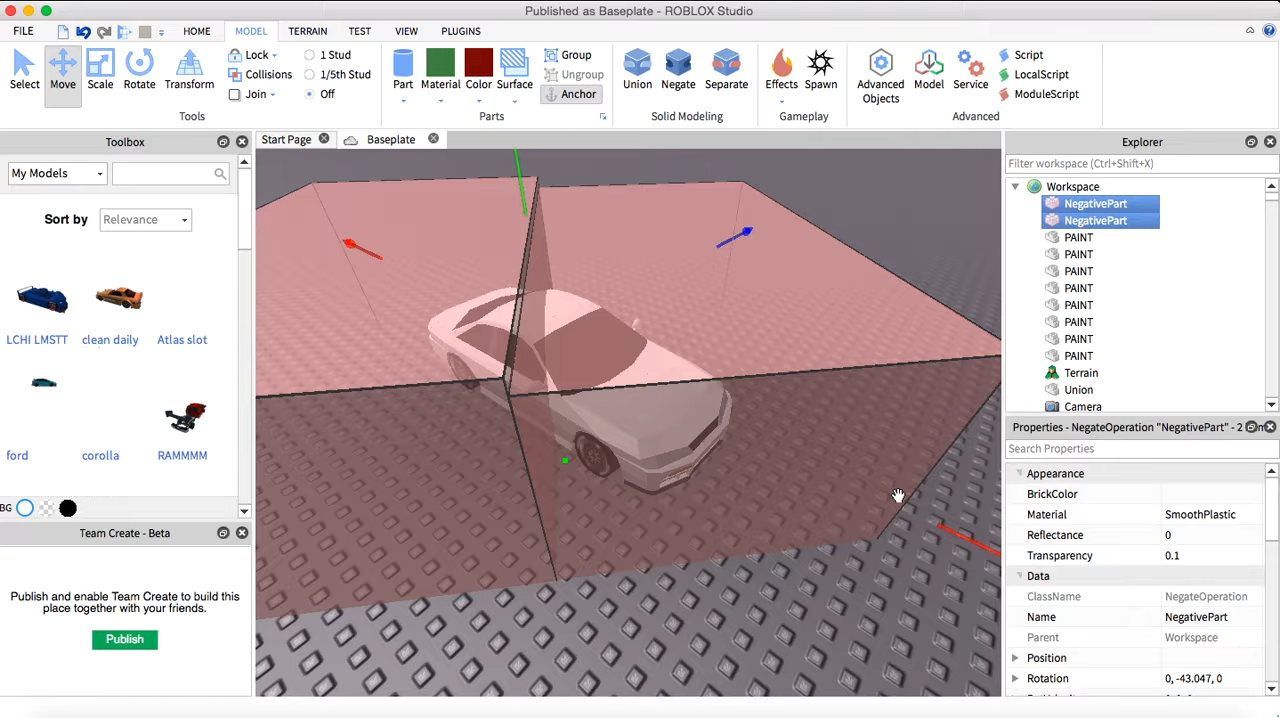 Published as Baseplate - ROBLOX Studio
FILE HOME MODEL TERRAIN TEST VIEW PLUGINS
Select Move Scale Rotate Transform
Lock
Collisions
Join
Tools
1 Stud
1/5th Stud
Off
Part Material Color Surface
Group
Ungroup
Anchor
Parts
Union Negate Separate
Solid Modeling
Effects Spawn
Gameplay
Advanced Objects Model Service
Script
LocalScript
ModuleScript
Advanced
Toolbox
My Models
Sort by Relevance
LCHI LMSTT clean daily Atlas slot
ford corolla RAMMMM
BG
Team Create - Beta
Publish and enable Team Create to build this
place together with your friends.
Publish
Start Page Baseplate
Explorer
Filter workspace (Ctrl+Shift+X)
Workspace
NegativePart
NegativePart
PAINT
PAINT
PAINT
PAINT
PAINT
PAINT
PAINT
PAINT
Terrain
Union
Camera
Properties - NegateOperation "NegativePart" - 2
Search Properties
Appearance
BrickColor
Material SmoothPlastic
Reflectance 0
Transparency 0.1
Data
ClassName NegateOperation
Name NegativePart
Parent Workspace
Position
Rotation 0, -43.047, 0